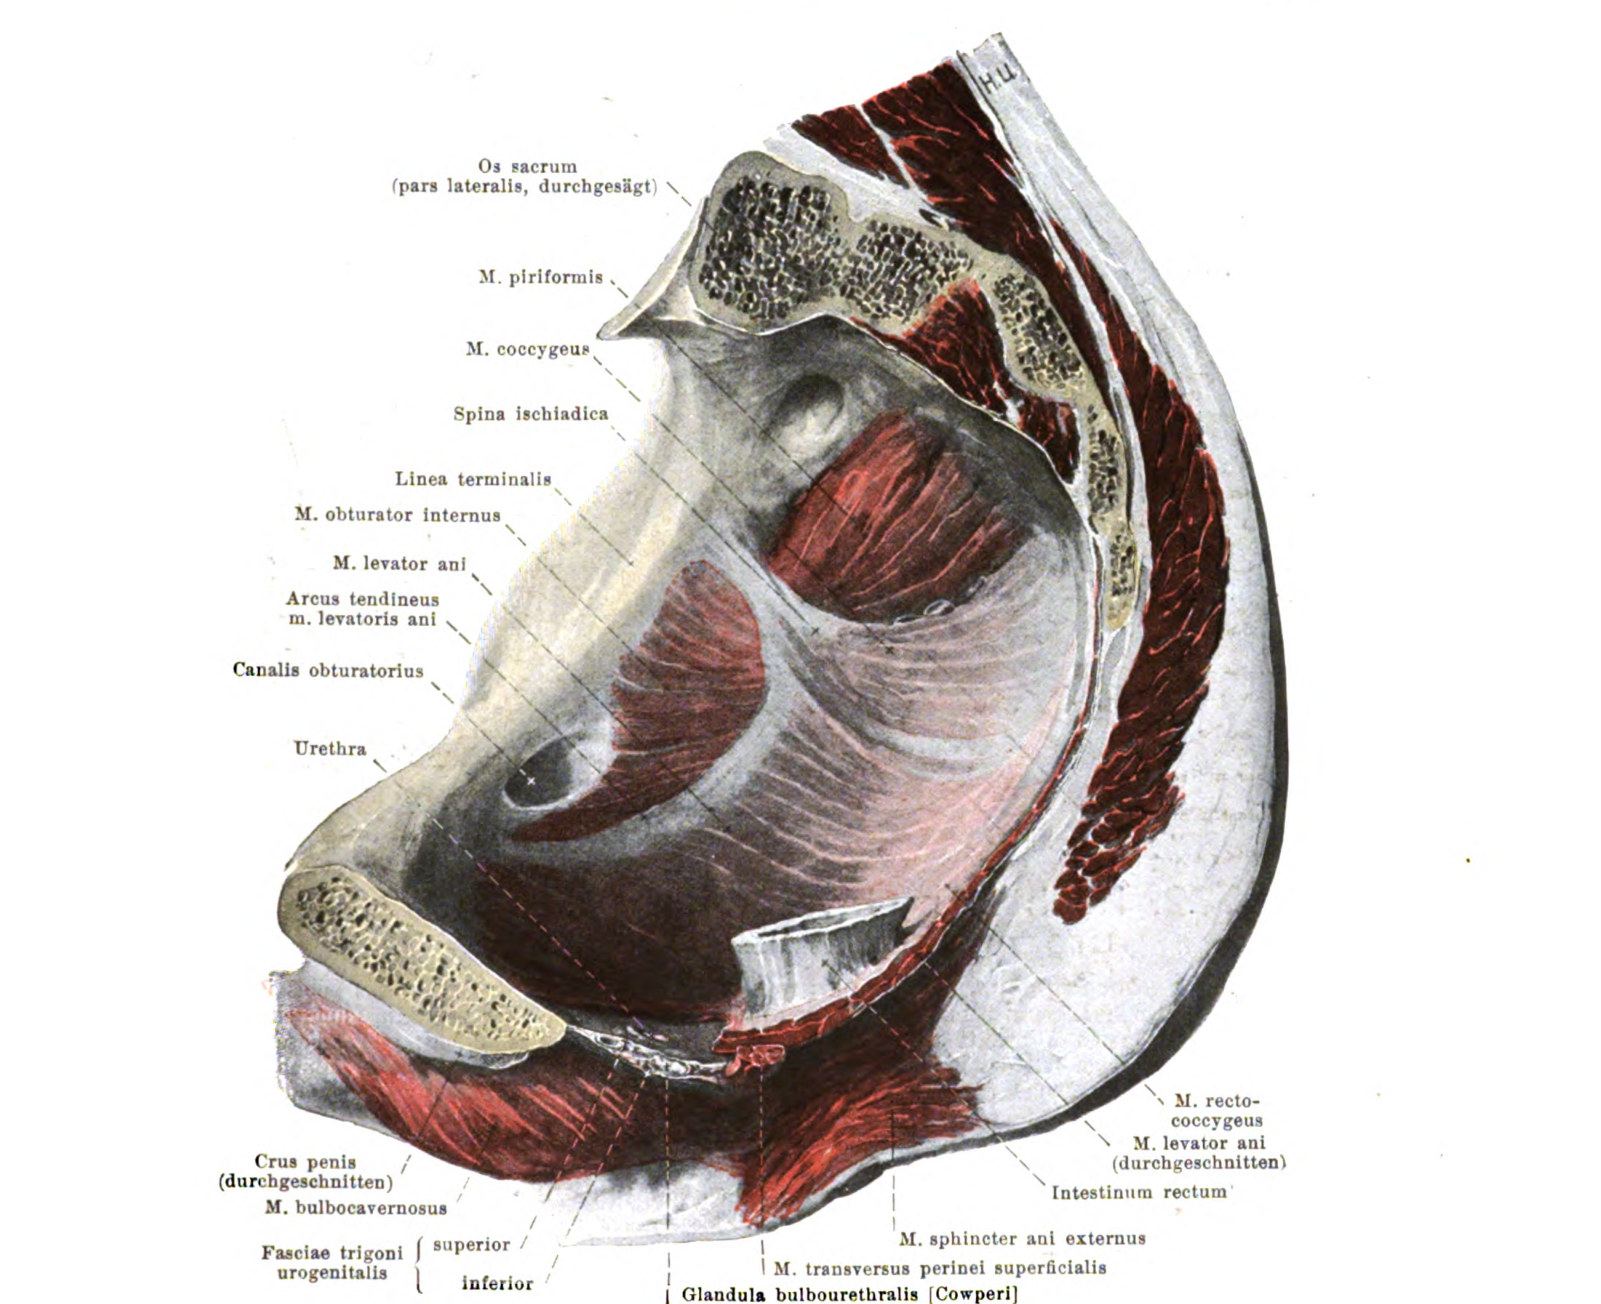 H.U.
Os sacrum
(pars lateralis, durchgesägt)
M. piriformis
M. coccygeus
Spina ischiadica
Linea terminalis
M. obturator internus
M. levator ani
Arcus tendineus
m. levatoris ani
Canalis obturatorius
Urethra
M. recto-
coccygeus
M. levator ani
(durchgeschnitten)
Intestinum rectum
Crus penis
(durchgeschnitten)
M. bulbocavernosus
Fasciae trigoni
urogenitalis
superior
inferior
M. sphincter ani externus
M. transversus perinei superficialis
Glandula bulbourethralis [Cowperi]